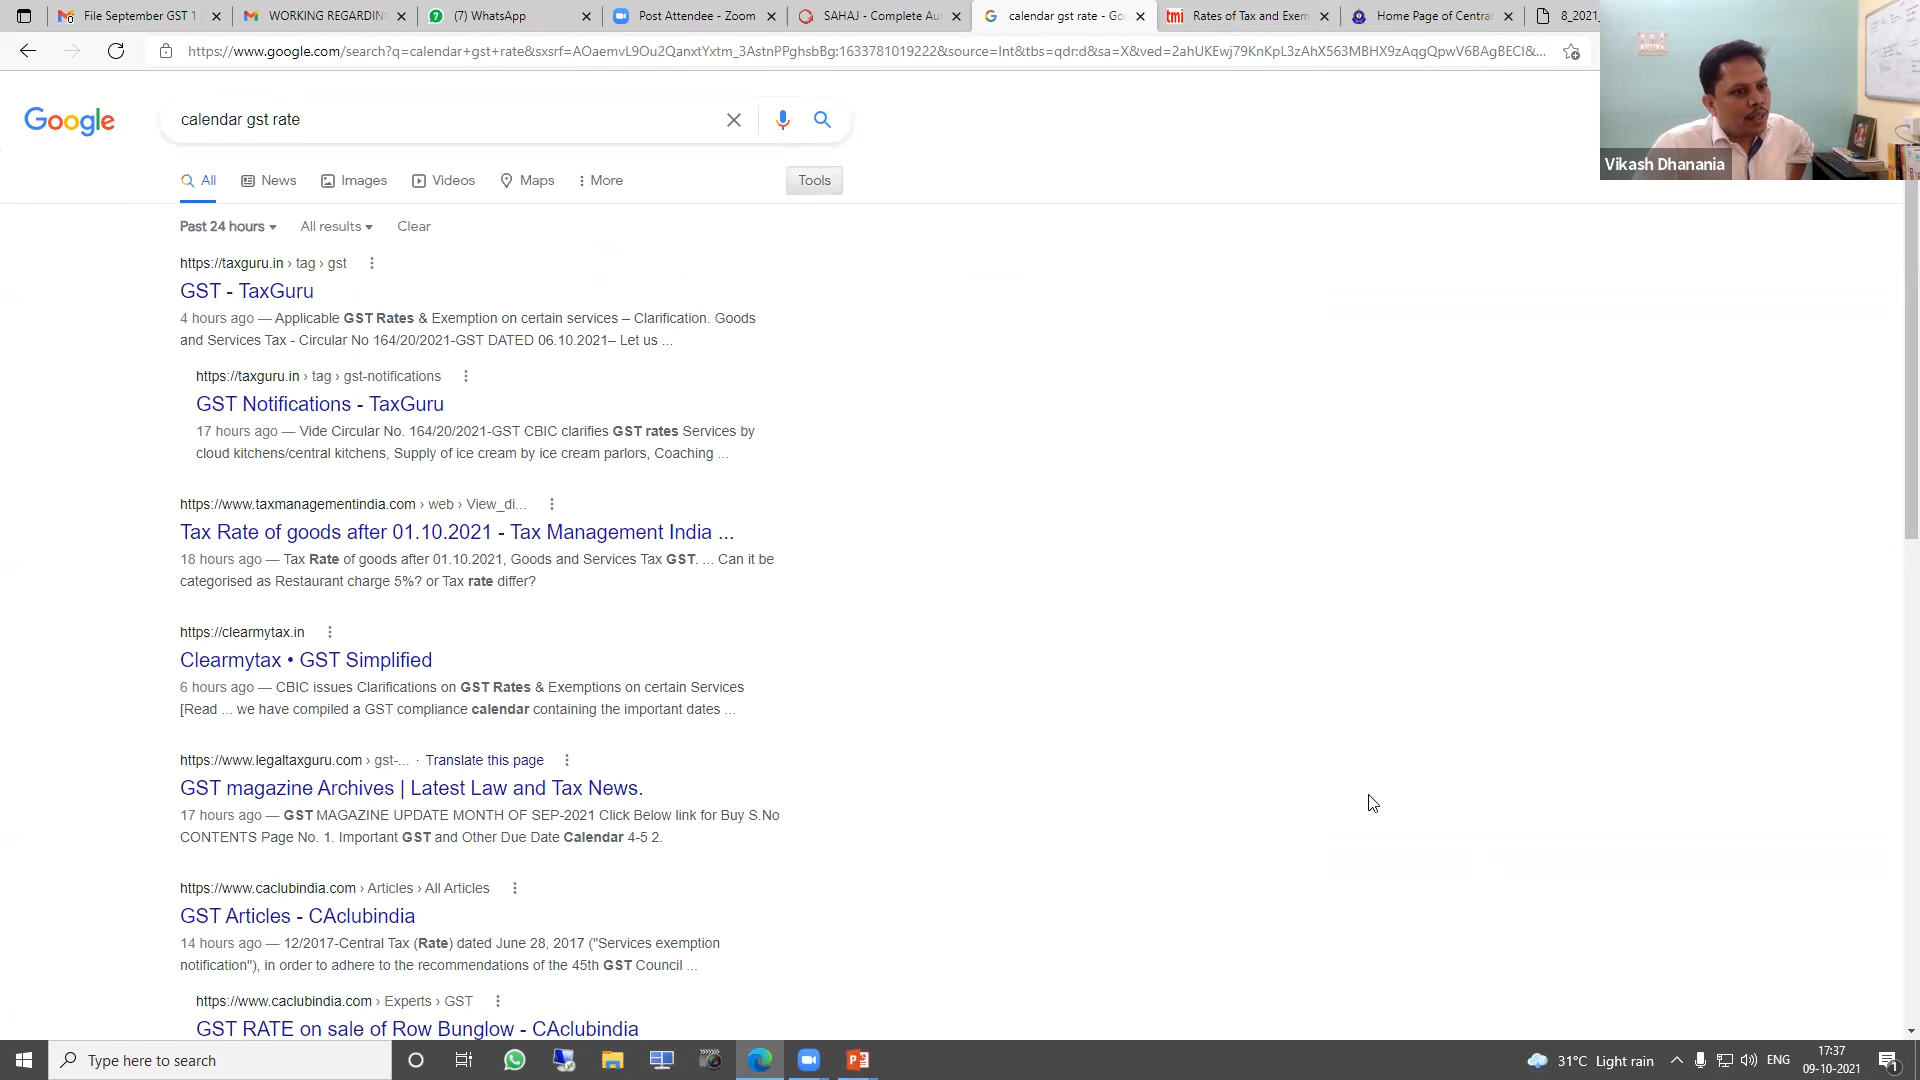 File September GST 1
WORKING REGARDIN
(7) WhatsApp
Post Attendee - Zoom
SAHAJ - Complete Au
calendar gst rate - Go
tmi
Rates of Tax and Exem
Home Page of Central
8_2021
https://www.google.com/search?q=calendar+gst+rate&sxsrf=AOaemvL9Ou2QanxtYxtm_3AstnPPghsbBg:1633781019222&source=lnt&tbs=qdr:d&sa=X&ved=2ahUKEwj79KnKpL3zAhX563MBHX9zAqgQpwV6BAgBECI&...
Vikash Dhanania
Google
calendar gst rate
All
News
Images
Videos
Maps
More
Tools
Past 24 hours
All results
Clear
https://taxguru.in › tag › gst
GST - TaxGuru
4 hours ago — Applicable GST Rates & Exemption on certain services – Clarification. Goods
and Services Tax - Circular No 164/20/2021-GST DATED 06.10.2021– Let us ...
https://taxguru.in › tag › gst-notifications
GST Notifications - TaxGuru
17 hours ago — Vide Circular No. 164/20/2021-GST CBIC clarifies GST rates Services by
cloud kitchens/central kitchens, Supply of ice cream by ice cream parlors, Coaching ...
https://www.taxmanagementindia.com › web › View_di...
Tax Rate of goods after 01.10.2021 - Tax Management India ...
18 hours ago — Tax Rate of goods after 01.10.2021, Goods and Services Tax GST. ... Can it be
categorised as Restaurant charge 5%? or Tax rate differ?
https://clearmytax.in
Clearmytax • GST Simplified
6 hours ago — CBIC issues Clarifications on GST Rates & Exemptions on certain Services
[Read ... we have compiled a GST compliance calendar containing the important dates ...
https://www.legaltaxguru.com › gst-... · Translate this page
GST magazine Archives | Latest Law and Tax News.
17 hours ago — GST MAGAZINE UPDATE MONTH OF SEP-2021 Click Below link for Buy S.No
CONTENTS Page No. 1. Important GST and Other Due Date Calendar 4-5 2.
https://www.caclubindia.com › Articles › All Articles
GST Articles - CAclubindia
14 hours ago — 12/2017-Central Tax (Rate) dated June 28, 2017 ("Services exemption
notification"), in order to adhere to the recommendations of the 45th GST Council ...
https://www.caclubindia.com › Experts › GST
GST RATE on sale of Row Bunglow - CAclubindia
Type here to search
31°C Light rain
ENG
17:37
09-10-2021
1